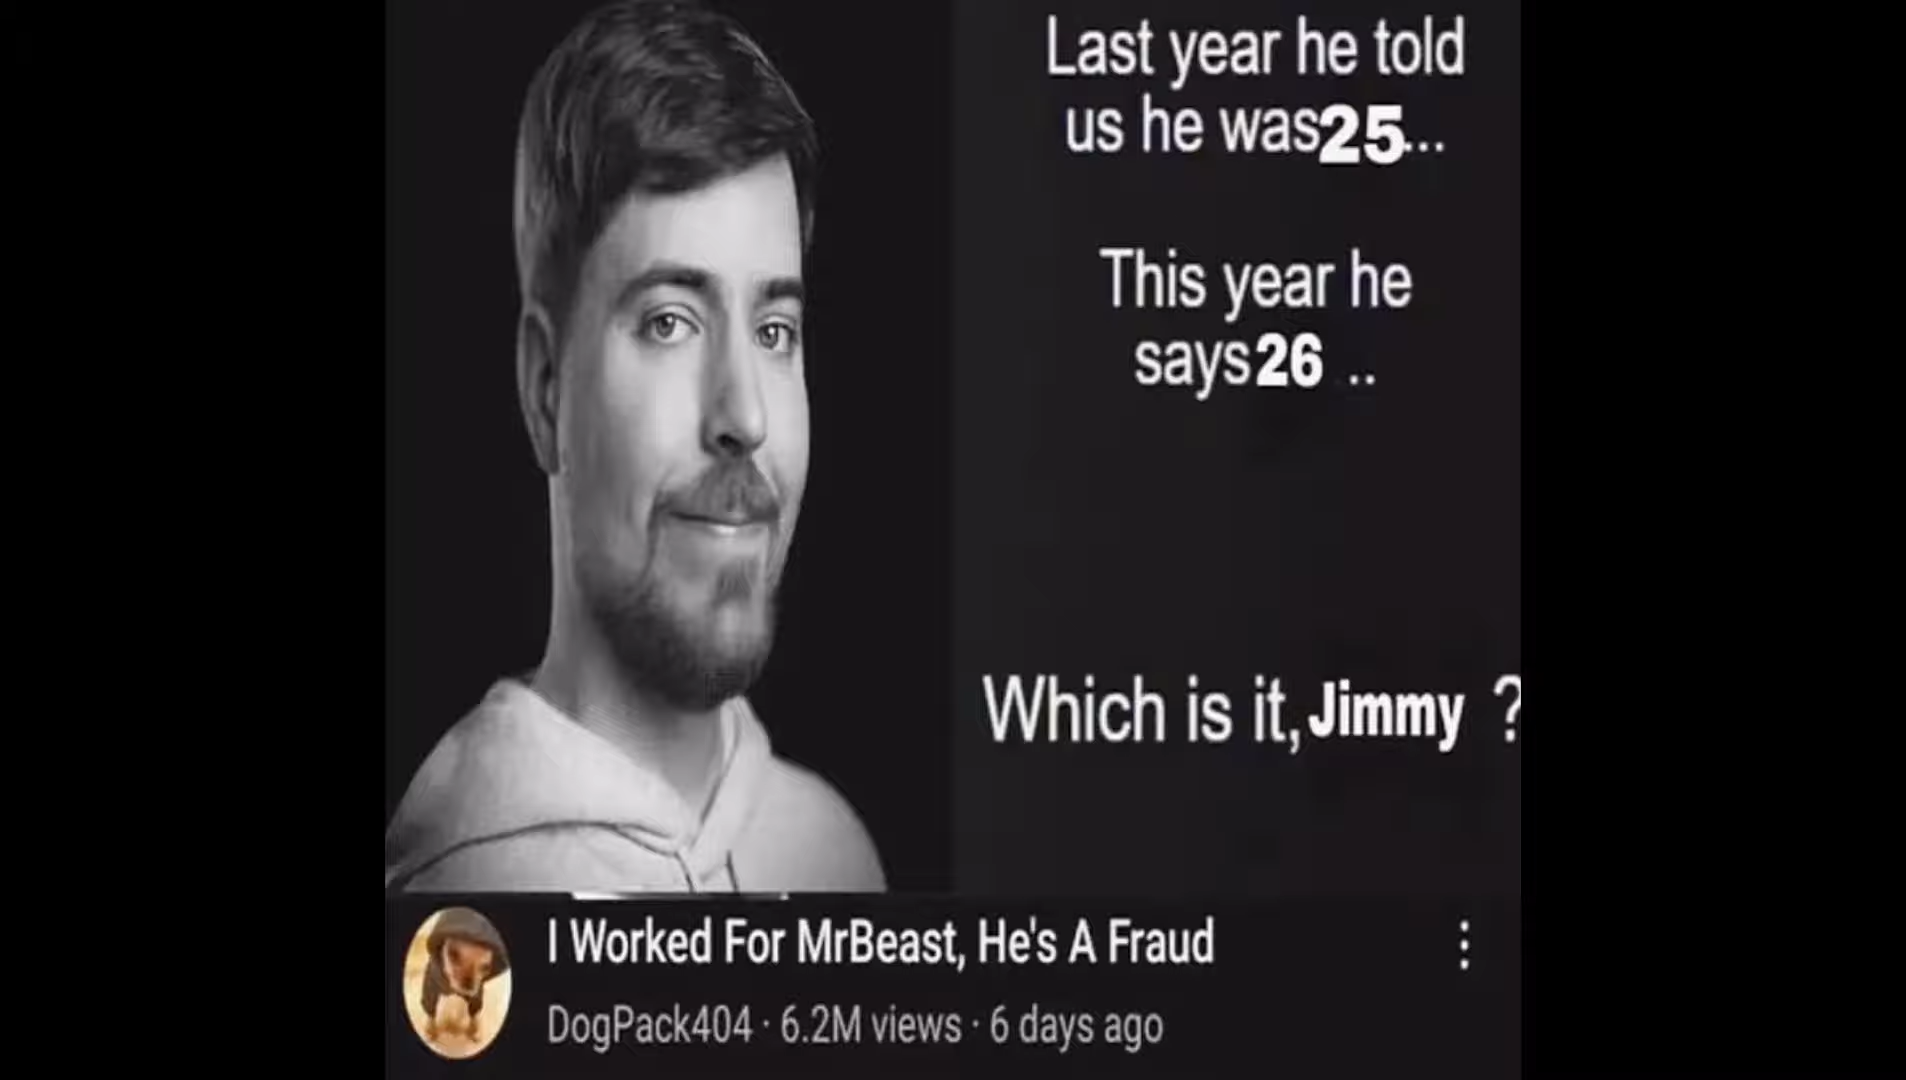 Last year he told
us he was25...
This year he
says26 ..
Which is it,Jimmy ?
I Worked For MrBeast, He's A Fraud
DogPack404 · 6.2M views · 6 days ago